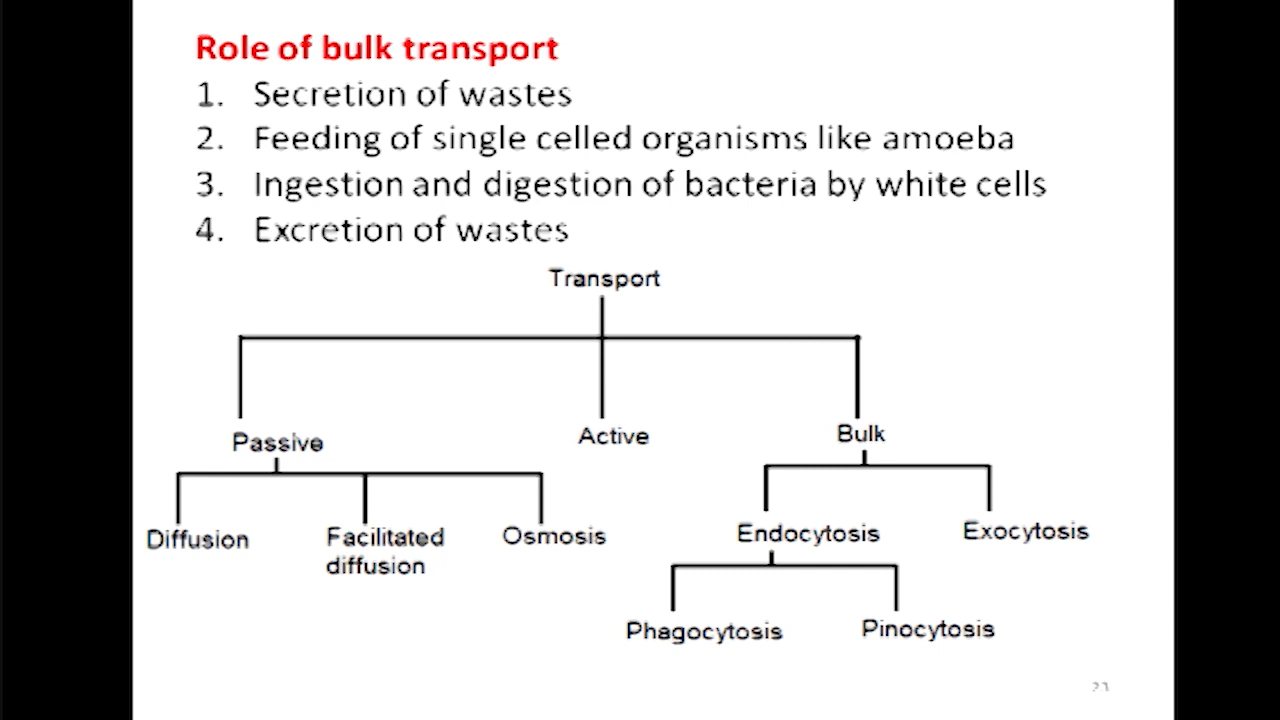 Role of bulk transport
1. Secretion of wastes
2. Feeding of single celled organisms like amoeba
3. Ingestion and digestion of bacteria by white cells
4. Excretion of wastes
Transport
Passive
Active
Bulk
Diffusion
Facilitated
diffusion
Osmosis
Endocytosis
Exocytosis
Phagocytosis
Pinocytosis